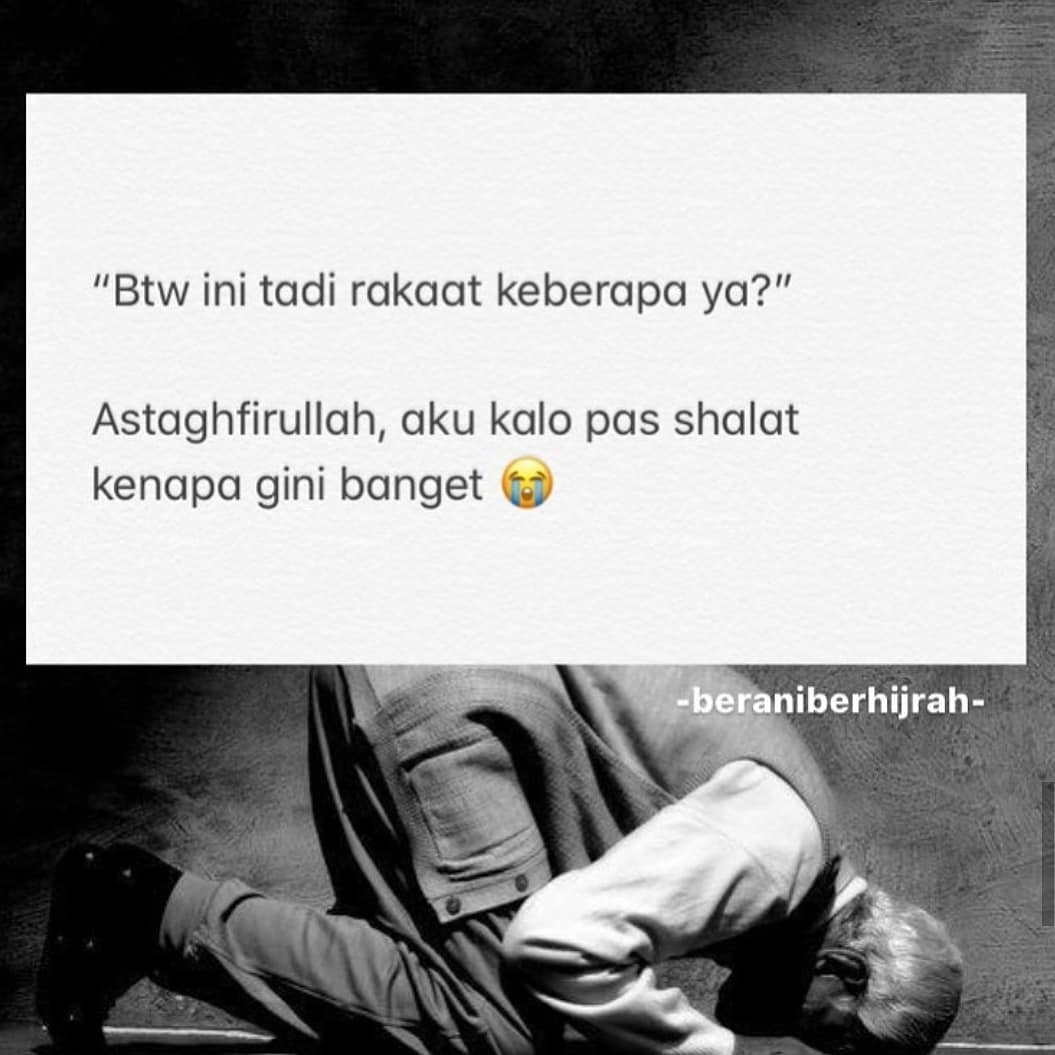 “Btw ini tadi rakaat keberapa ya?”
Astaghfirullah, aku kalo pas shalat
kenapa gini banget 😭
-beraniberhijrah-